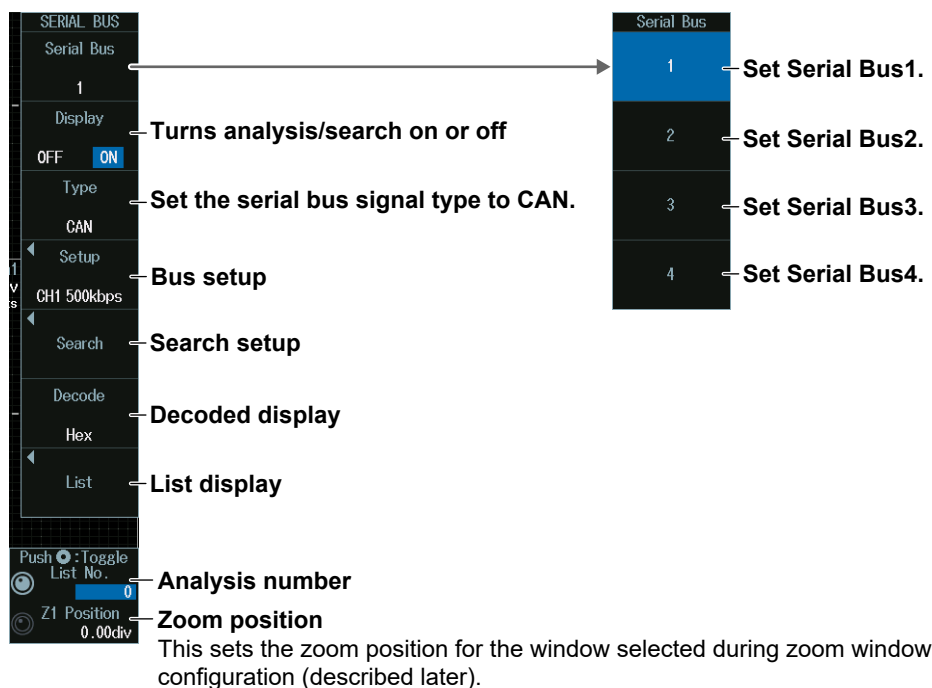 SERIAL BUS
Serial Bus
1
Display
OFF ON
Type
CAN
Setup
CH1 500kbps
Search
Decode
Hex
List
Push :Toggle
List No.
0
Z1 Position
0.00div
Turns analysis/search on or off
Set the serial bus signal type to CAN.
Bus setup
Search setup
Decoded display
List display
Analysis number
Zoom position
This sets the zoom position for the window selected during zoom window
configuration (described later).
Serial Bus
1
2
3
4
Set Serial Bus1.
Set Serial Bus2.
Set Serial Bus3.
Set Serial Bus4.